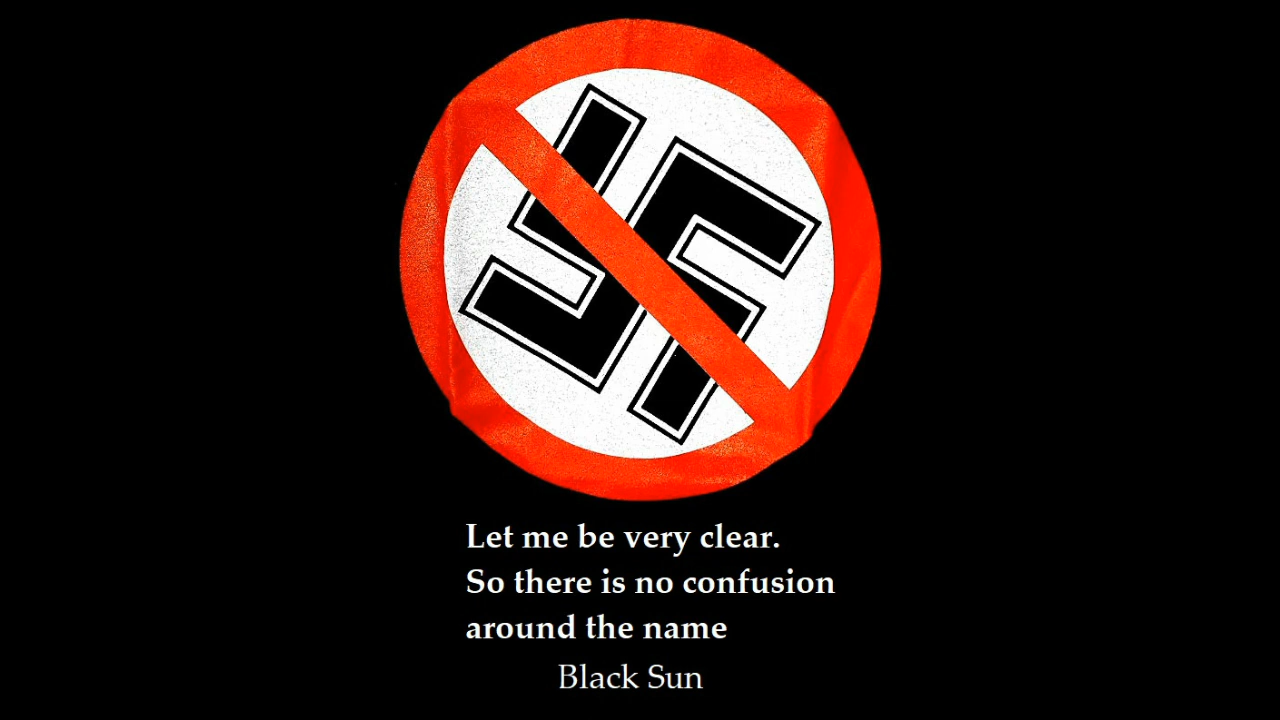 Let me be very clear.
So there is no confusion
around the name
Black Sun